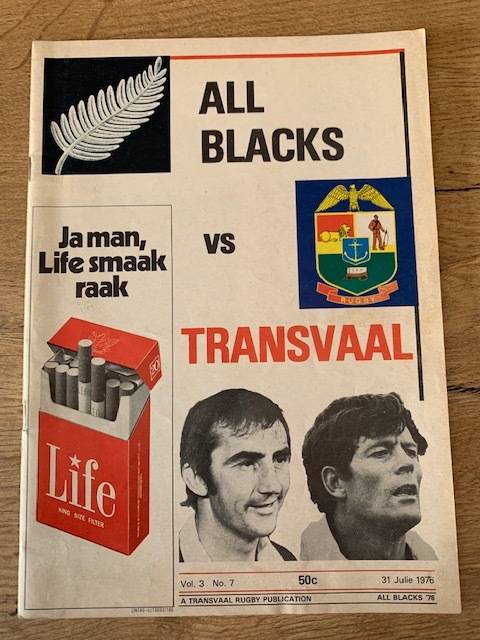 ALL
BLACKS
vs
RUGBY
TRANSVAAL
Ja man,
Life smaak
raak
20
Life
KING SIZE FILTER
Vol. 3 No. 7
50c
31 Julie 1976
A TRANSVAAL RUGBY PUBLICATION
ALL BLACKS '76